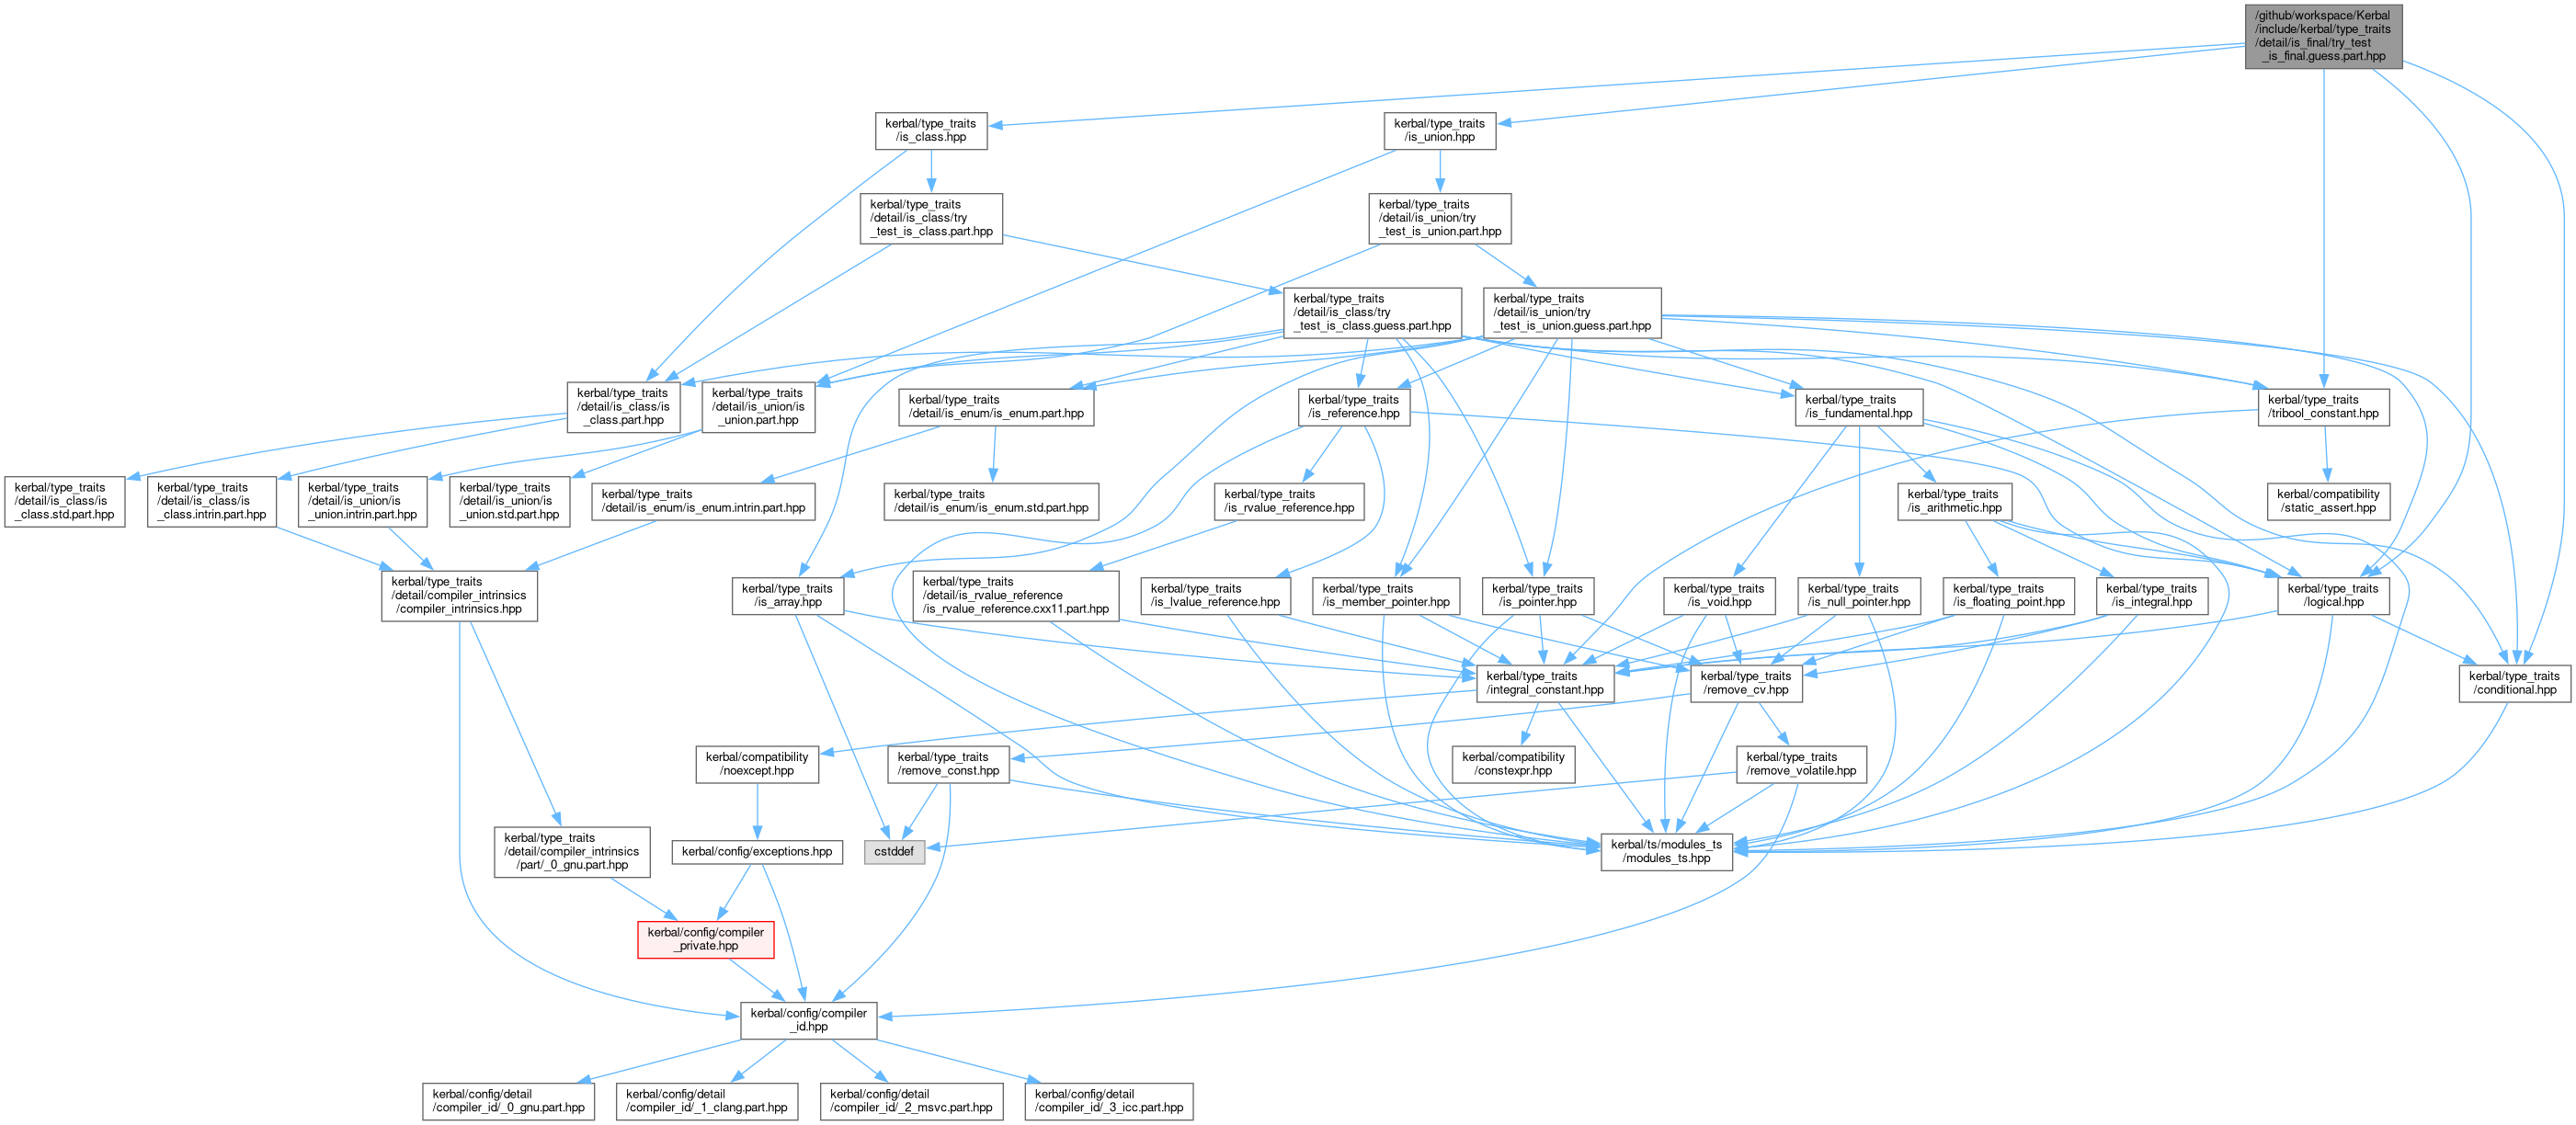 /github/workspace/Kerbal
/include/kerbal/type_traits
/detail/is_final/try_test
_is_final.guess.part.hpp
kerbal/type_traits
/is_class.hpp
kerbal/type_traits
/is_union.hpp
kerbal/type_traits
/detail/is_class/try
_test_is_class.part.hpp
kerbal/type_traits
/detail/is_union/try
_test_is_union.part.hpp
kerbal/type_traits
/detail/is_class/try
_test_is_class.guess.part.hpp
kerbal/type_traits
/detail/is_union/try
_test_is_union.guess.part.hpp
kerbal/type_traits
/detail/is_class/is
_class.part.hpp
kerbal/type_traits
/detail/is_union/is
_union.part.hpp
kerbal/type_traits
/detail/is_enum/is_enum.part.hpp
kerbal/type_traits
/is_reference.hpp
kerbal/type_traits
/is_fundamental.hpp
kerbal/type_traits
/tribool_constant.hpp
kerbal/type_traits
/detail/is_class/is
_class.std.part.hpp
kerbal/type_traits
/detail/is_class/is
_class.intrin.part.hpp
kerbal/type_traits
/detail/is_union/is
_union.intrin.part.hpp
kerbal/type_traits
/detail/is_union/is
_union.std.part.hpp
kerbal/type_traits
/detail/is_enum/is_enum.intrin.part.hpp
kerbal/type_traits
/detail/is_enum/is_enum.std.part.hpp
kerbal/type_traits
/is_rvalue_reference.hpp
kerbal/type_traits
/is_arithmetic.hpp
kerbal/compatibility
/static_assert.hpp
kerbal/type_traits
/detail/compiler_intrinsics
/compiler_intrinsics.hpp
kerbal/type_traits
/is_array.hpp
kerbal/type_traits
/detail/is_rvalue_reference
/is_rvalue_reference.cxx11.part.hpp
kerbal/type_traits
/is_lvalue_reference.hpp
kerbal/type_traits
/is_member_pointer.hpp
kerbal/type_traits
/is_pointer.hpp
kerbal/type_traits
/is_void.hpp
kerbal/type_traits
/is_null_pointer.hpp
kerbal/type_traits
/is_floating_point.hpp
kerbal/type_traits
/is_integral.hpp
kerbal/type_traits
/logical.hpp
kerbal/type_traits
/integral_constant.hpp
kerbal/type_traits
/remove_cv.hpp
kerbal/type_traits
/conditional.hpp
kerbal/compatibility
/noexcept.hpp
kerbal/type_traits
/remove_const.hpp
kerbal/compatibility
/constexpr.hpp
kerbal/type_traits
/remove_volatile.hpp
kerbal/type_traits
/detail/compiler_intrinsics
/part/_0_gnu.part.hpp
kerbal/config/exceptions.hpp
cstddef
kerbal/ts/modules_ts
/modules_ts.hpp
kerbal/config/compiler
_private.hpp
kerbal/config/compiler
_id.hpp
kerbal/config/detail
/compiler_id/_0_gnu.part.hpp
kerbal/config/detail
/compiler_id/_1_clang.part.hpp
kerbal/config/detail
/compiler_id/_2_msvc.part.hpp
kerbal/config/detail
/compiler_id/_3_icc.part.hpp